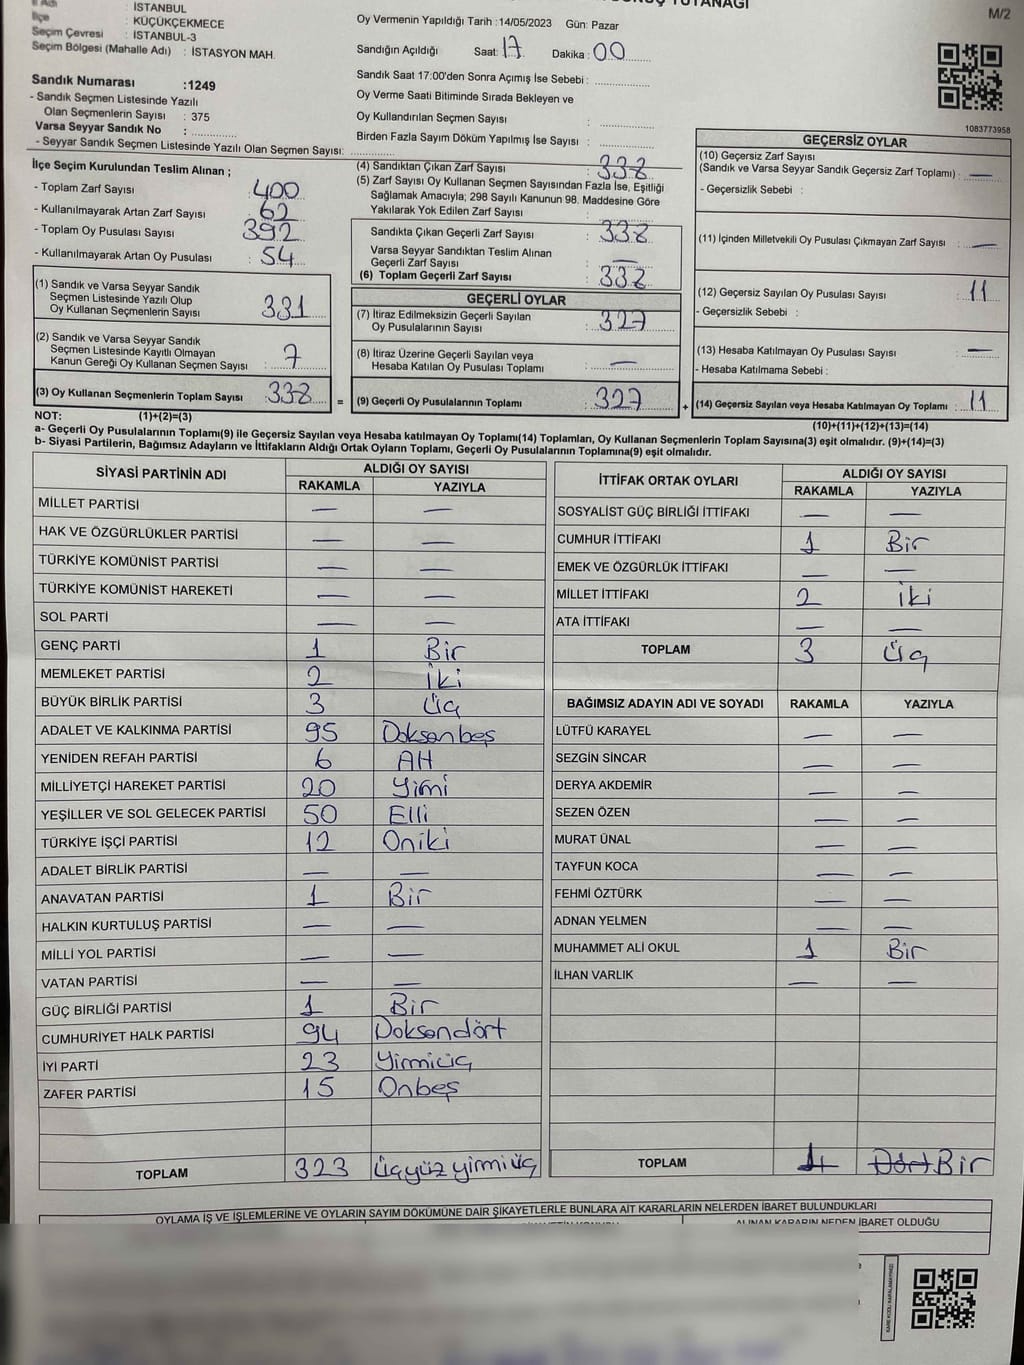 TUTANAĞI
M/2
İSTANBUL
İlçe : KÜÇÜKÇEKMECE
Seçim Çevresi : İSTANBUL-3
Seçim Bölgesi (Mahalle Adı) : İSTASYON MAH.
Sandık Numarası :1249
- Sandık Seçmen Listesinde Yazılı
Olan Seçmenlerin Sayısı : 375
Varsa Seyyar Sandık No :
- Seyyar Sandık Seçmen Listesinde Yazılı Olan Seçmen Sayısı:
Oy Vermenin Yapıldığı Tarih :14/05/2023 Gün: Pazar
Sandığın Açıldığı Saat: 17 Dakika : 00
Sandık Saat 17:00'den Sonra Açımış İse Sebebi :
Oy Verme Saati Bitiminde Sırada Bekleyen ve
Oy Kullandırılan Seçmen Sayısı :
Birden Fazla Sayım Döküm Yapılmış İse Sayısı :
1083773958
İlçe Seçim Kurulundan Teslim Alınan ;
- Toplam Zarf Sayısı : 400
- Kullanılmayarak Artan Zarf Sayısı : 62
- Toplam Oy Pusulası Sayısı : 392
- Kullanılmayarak Artan Oy Pusulası : 54
(1) Sandık ve Varsa Seyyar Sandık
Seçmen Listesinde Yazılı Olup
Oy Kullanan Seçmenlerin Sayısı : 331
(2) Sandık ve Varsa Seyyar Sandık
Seçmen Listesinde Kayıtlı Olmayan
Kanun Gereği Oy Kullanan Seçmen Sayısı : 7
(3) Oy Kullanan Seçmenlerin Toplam Sayısı : 338 =
(4) Sandıktan Çıkan Zarf Sayısı : 338
(5) Zarf Sayısı Oy Kullanan Seçmen Sayısından Fazla İse, Eşitliği
Sağlamak Amacıyla; 298 Sayılı Kanunun 98. Maddesine Göre
Yakılarak Yok Edilen Zarf Sayısı :
Sandıkta Çıkan Geçerli Zarf Sayısı : 338
Varsa Seyyar Sandıktan Teslim Alınan
Geçerli Zarf Sayısı : —
(6) Toplam Geçerli Zarf Sayısı : 338
GEÇERLİ OYLAR
(7) İtiraz Edilmeksizin Geçerli Sayılan
Oy Pusulalarının Sayısı : 327
(8) İtiraz Üzerine Geçerli Sayılan veya
Hesaba Katılan Oy Pusulası Toplamı : —
(9) Geçerli Oy Pusulalarının Toplamı : 327 +
GEÇERSİZ OYLAR
(10) Geçersiz Zarf Sayısı
(Sandık ve Varsa Seyyar Sandık Geçersiz Zarf Toplamı) : —
- Geçersizlik Sebebi :
(11) İçinden Milletvekili Oy Pusulası Çıkmayan Zarf Sayısı : —
(12) Geçersiz Sayılan Oy Pusulası Sayısı : 11
- Geçersizlik Sebebi :
(13) Hesaba Katılmayan Oy Pusulası Sayısı : —
- Hesaba Katılmama Sebebi :
(14) Geçersiz Sayılan veya Hesaba Katılmayan Oy Toplamı : 11
NOT: (1)+(2)=(3) (10)+(11)+(12)+(13)=(14)
a- Geçerli Oy Pusulalarının Toplamı(9) ile Geçersiz Sayılan veya Hesaba katılmayan Oy Toplamı(14) Toplamları, Oy Kullanan Seçmenlerin Toplam Sayısına(3) eşit olmalıdır. (9)+(14)=(3)
b- Siyasi Partilerin, Bağımsız Adayların ve İttifakların Aldığı Ortak Oyların Toplamı, Geçerli Oy Pusulalarının Toplamına(9) eşit olmalıdır.
SİYASİ PARTİNİN ADI ALDIĞI OY SAYISI
RAKAMLA YAZIYLA
MİLLET PARTİSİ — —
HAK VE ÖZGÜRLÜKLER PARTİSİ — —
TÜRKİYE KOMÜNİST PARTİSİ — —
TÜRKİYE KOMÜNİST HAREKETİ — —
SOL PARTİ — —
GENÇ PARTİ 1 Bir
MEMLEKET PARTİSİ 2 İki
BÜYÜK BİRLİK PARTİSİ 3 Üç
ADALET VE KALKINMA PARTİSİ 95 Doksanbeş
YENİDEN REFAH PARTİSİ 6 Altı
MİLLİYETÇİ HAREKET PARTİSİ 20 Yirmi
YEŞİLLER VE SOL GELECEK PARTİSİ 50 Elli
TÜRKİYE İŞÇİ PARTİSİ 12 Oniki
ADALET BİRLİK PARTİSİ — —
ANAVATAN PARTİSİ 1 Bir
HALKIN KURTULUŞ PARTİSİ — —
MİLLİ YOL PARTİSİ — —
VATAN PARTİSİ — —
GÜÇ BİRLİĞİ PARTİSİ 1 Bir
CUMHURİYET HALK PARTİSİ 94 Doksandört
İYİ PARTİ 23 Yirmiüç
ZAFER PARTİSİ 15 Onbeş
TOPLAM 323 Üçyüzyirmiüç
İTTİFAK ORTAK OYLARI ALDIĞI OY SAYISI
RAKAMLA YAZIYLA
SOSYALİST GÜÇ BİRLİĞİ İTTİFAKI — —
CUMHUR İTTİFAKI 1 Bir
EMEK VE ÖZGÜRLÜK İTTİFAKI — —
MİLLET İTTİFAKI 2 İki
ATA İTTİFAKI — —
TOPLAM 3 Üç
BAĞIMSIZ ADAYIN ADI VE SOYADI RAKAMLA YAZIYLA
LÜTFÜ KARAYEL — —
SEZGİN SİNCAR — —
DERYA AKDEMİR — —
SEZEN ÖZEN — —
MURAT ÜNAL — —
TAYFUN KOCA — —
FEHMİ ÖZTÜRK — —
ADNAN YELMEN — —
MUHAMMET ALİ OKUL 1 Bir
İLHAN VARLIK — —
TOPLAM 1 Dört Bir
OYLAMA İŞ VE İŞLEMLERİNE VE OYLARIN SAYIM DÖKÜMÜNE DAİR ŞİKAYETLERLE BUNLARA AİT KARARLARIN NELERDEN İBARET BULUNDUKLARI
ALINAN KARARIN NEDEN İBARET OLDUĞU